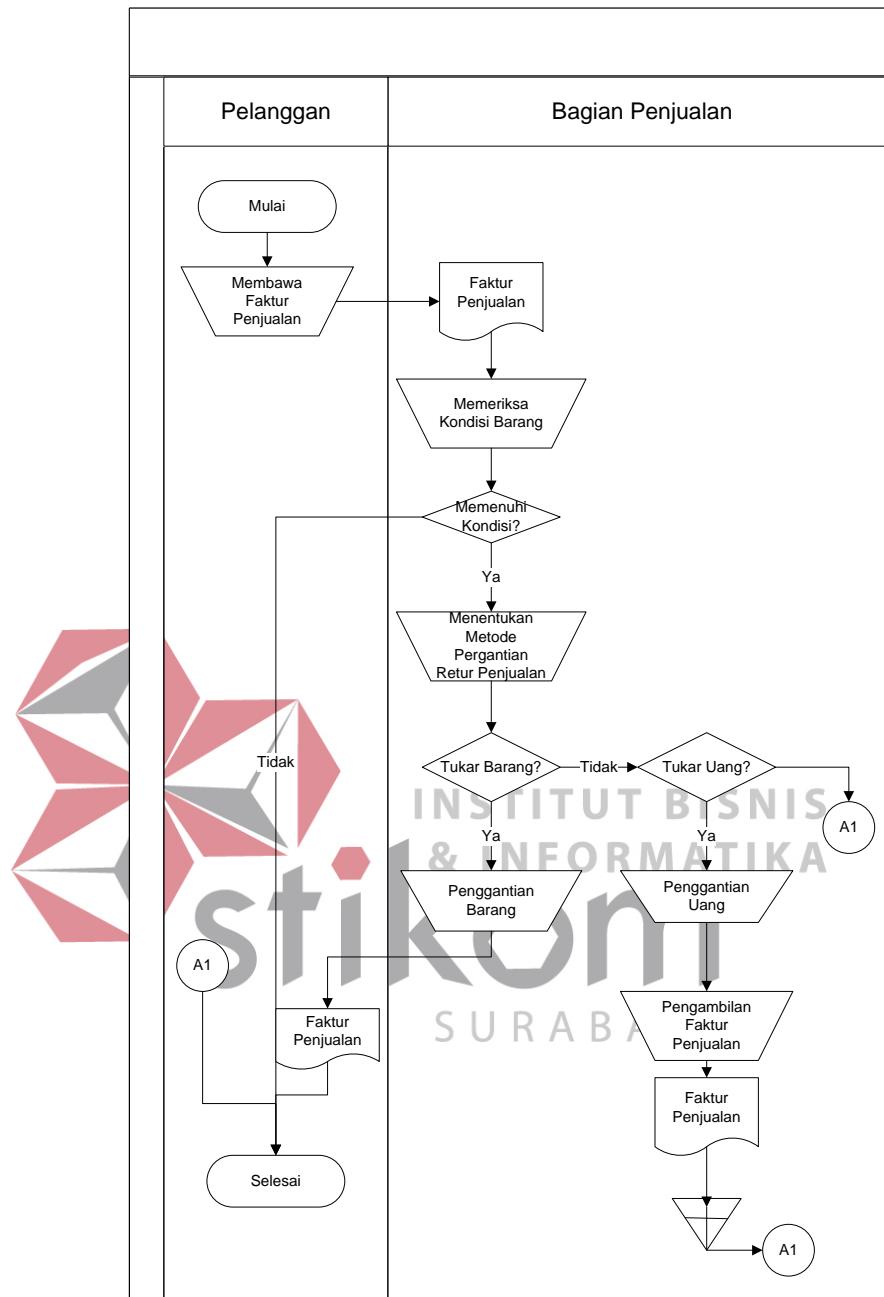 Pelanggan
Bagian Penjualan
Mulai
Membawa
Faktur
Penjualan
Faktur
Penjualan
Memeriksa
Kondisi Barang
Memenuhi
Kondisi?
Ya
Menentukan
Metode
Pergantian
Retur Penjualan
Tidak
Tukar Barang?
Tidak
Tukar Uang?
A1
INSTITUT BISNIS
& INFORMATIKA
Ya
Ya
Penggantian
Barang
Penggantian
Uang
stikom
A1
Faktur
Penjualan
Pengambilan
Faktur
Penjualan
Faktur
Penjualan
Selesai
A1